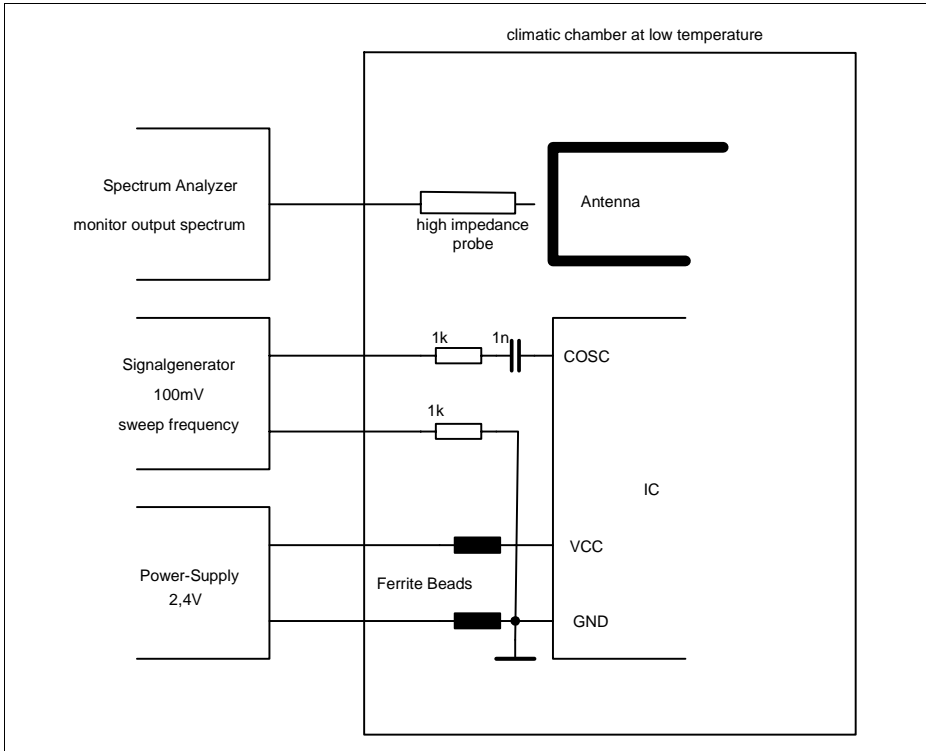 climatic chamber at low temperature
Spectrum Analyzer
monitor output spectrum
high impedance
probe
Antenna
Signalgenerator
100mV
sweep frequency
1k
1n
COSC
1k
IC
Power-Supply
2,4V
Ferrite Beads
VCC
GND